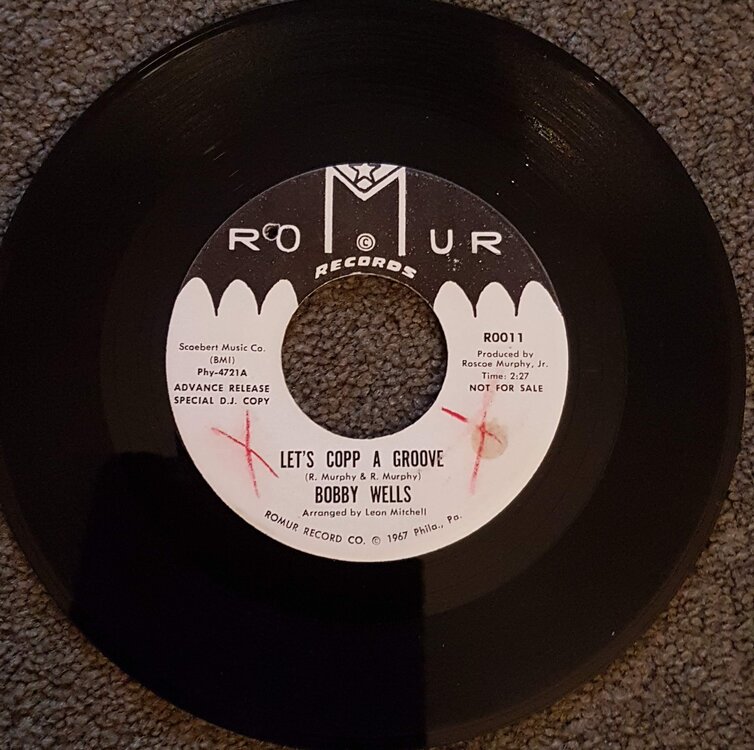 ROMUR
©
RECORDS
Scoebert Music Co.
(BMI)
Phy-4721A
ADVANCE RELEASE
SPECIAL D.J. COPY
R0011
Produced by
Roscoe Murphy, Jr.
Time: 2:27
NOT FOR SALE
LET'S COPP A GROOVE
(R. Murphy & R. Murphy)
BOBBY WELLS
Arranged by Leon Mitchell
ROMUR RECORD CO. © 1967 Phila., Pa.